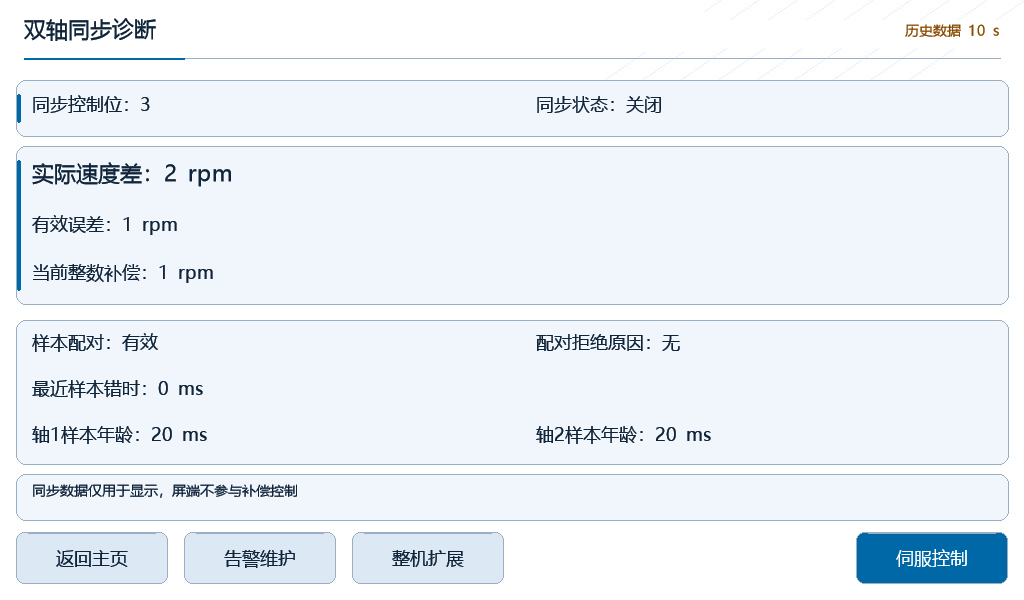 双轴同步诊断
历史数据 10 s
同步控制位：3
同步状态：关闭
实际速度差：2 rpm
有效误差：1 rpm
当前整数补偿：1 rpm
样本配对：有效
配对拒绝原因：无
最近样本错时：0 ms
轴1样本年龄：20 ms
轴2样本年龄：20 ms
同步数据仅用于显示，屏端不参与补偿控制
返回主页
告警维护
整机扩展
伺服控制